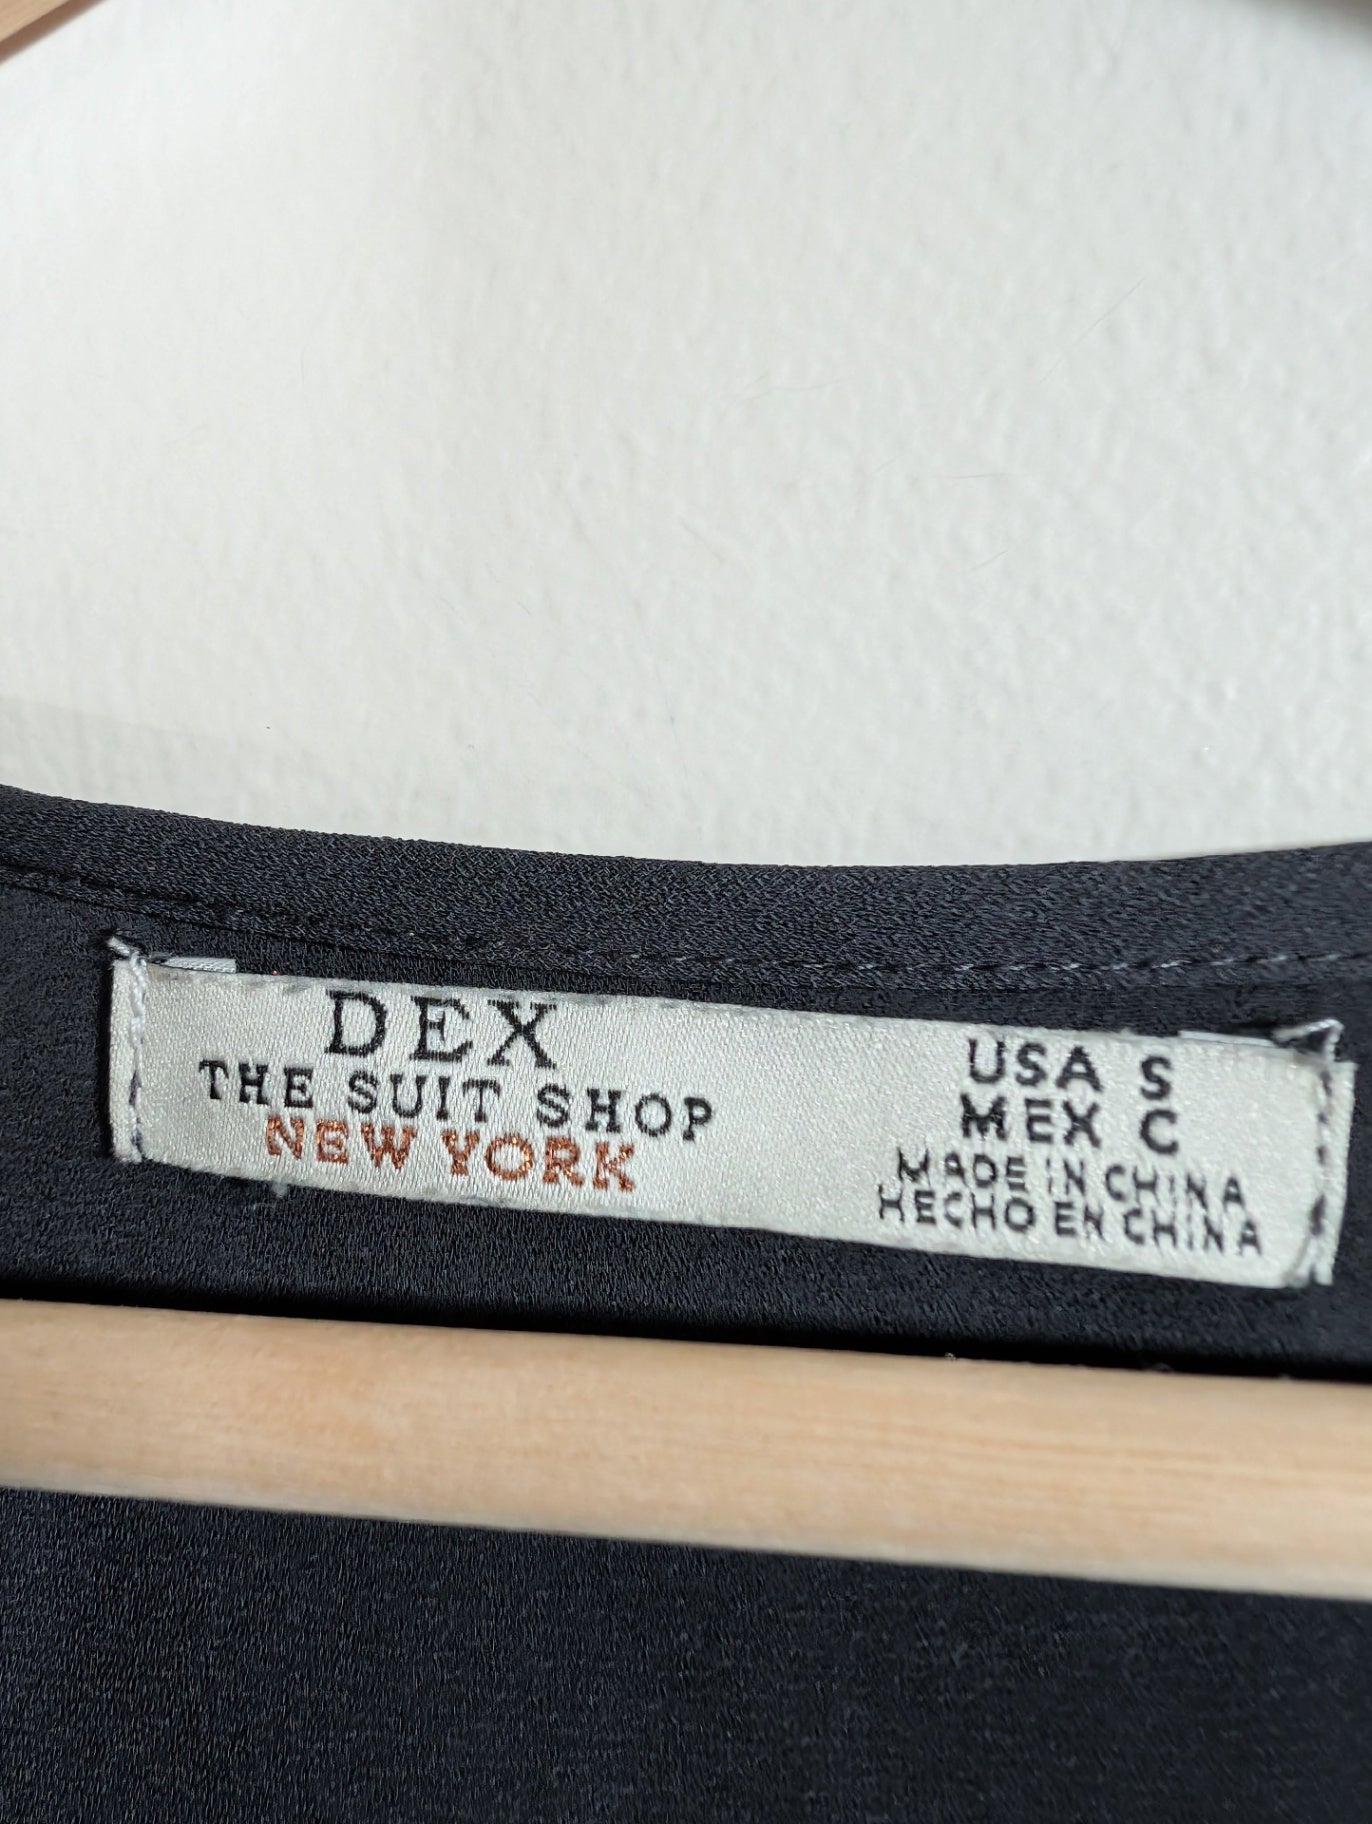 DEX
THE SUIT SHOP
NEW YORK
USA S
MEX C
MADE IN CHINA
HECHO EN CHINA